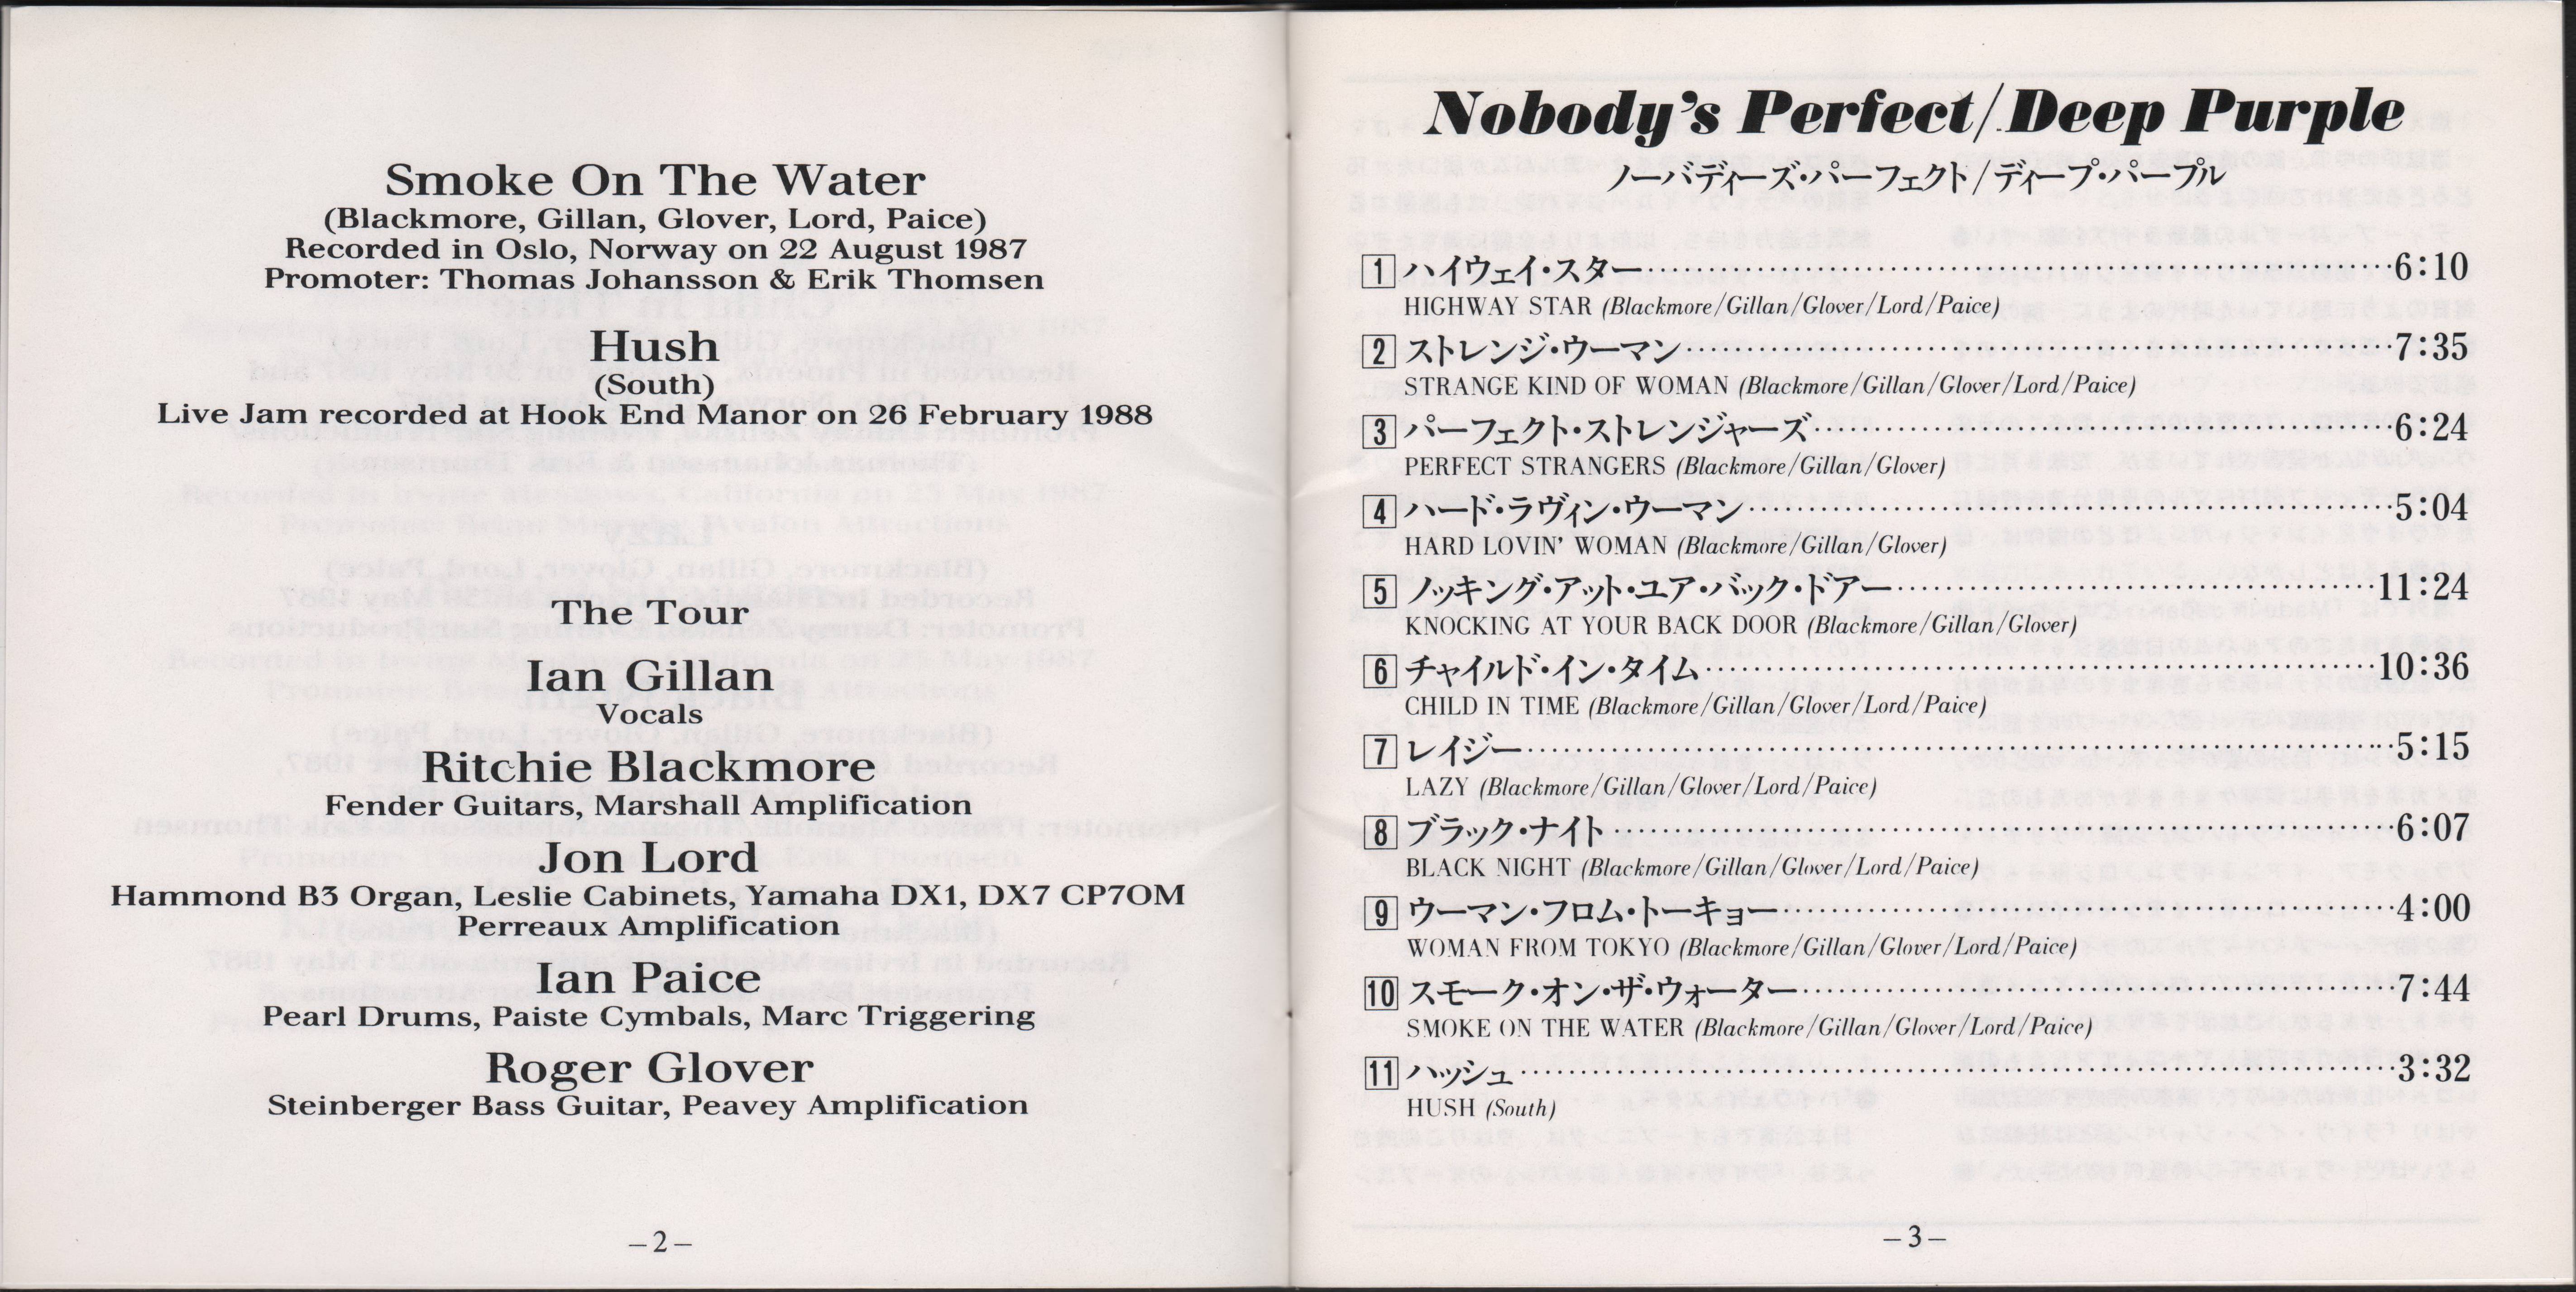 Smoke On The Water
(Blackmore, Gillan, Glover, Lord, Paice)
Recorded in Oslo, Norway on 22 August 1987
Promoter: Thomas Johansson & Erik Thomsen
Hush
(South)
Live Jam recorded at Hook End Manor on 26 February 1988
The Tour
Ian Gillan
Vocals
Ritchie Blackmore
Fender Guitars, Marshall Amplification
Jon Lord
Hammond B3 Organ, Leslie Cabinets, Yamaha DX1, DX7 CP7OM
Perreaux Amplification
Ian Paice
Pearl Drums, Paiste Cymbals, Marc Triggering
Roger Glover
Steinberger Bass Guitar, Peavey Amplification
–2–
Nobody's Perfect/Deep Purple
ノーバディーズ・パーフェクト/ディープ・パープル
1 ハイウェイ・スター 6:10
HIGHWAY STAR (Blackmore/Gillan/Glover/Lord/Paice)
2 ストレンジ・ウーマン 7:35
STRANGE KIND OF WOMAN (Blackmore/Gillan/Glover/Lord/Paice)
3 パーフェクト・ストレンジャーズ 6:24
PERFECT STRANGERS (Blackmore/Gillan/Glover)
4 ハード・ラヴィン・ウーマン 5:04
HARD LOVIN' WOMAN (Blackmore/Gillan/Glover)
5 ノッキング・アット・ユア・バック・ドアー 11:24
KNOCKING AT YOUR BACK DOOR (Blackmore/Gillan/Glover)
6 チャイルド・イン・タイム 10:36
CHILD IN TIME (Blackmore/Gillan/Glover/Lord/Paice)
7 レイジー 5:15
LAZY (Blackmore/Gillan/Glover/Lord/Paice)
8 ブラック・ナイト 6:07
BLACK NIGHT (Blackmore/Gillan/Glover/Lord/Paice)
9 ウーマン・フロム・トーキョー 4:00
WOMAN FROM TOKYO (Blackmore/Gillan/Glover/Lord/Paice)
10 スモーク・オン・ザ・ウォーター 7:44
SMOKE ON THE WATER (Blackmore/Gillan/Glover/Lord/Paice)
11 ハッシュ 3:32
HUSH (South)
–3–